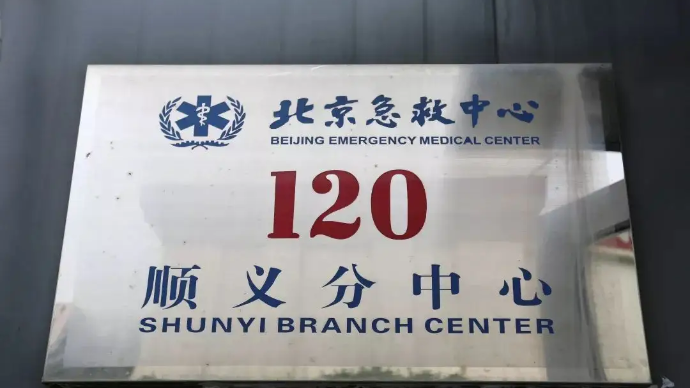 北京急救中心
BEIJING EMERGENCY MEDICAL CENTER
120
顺义分中心
SHUNYI BRANCH CENTER